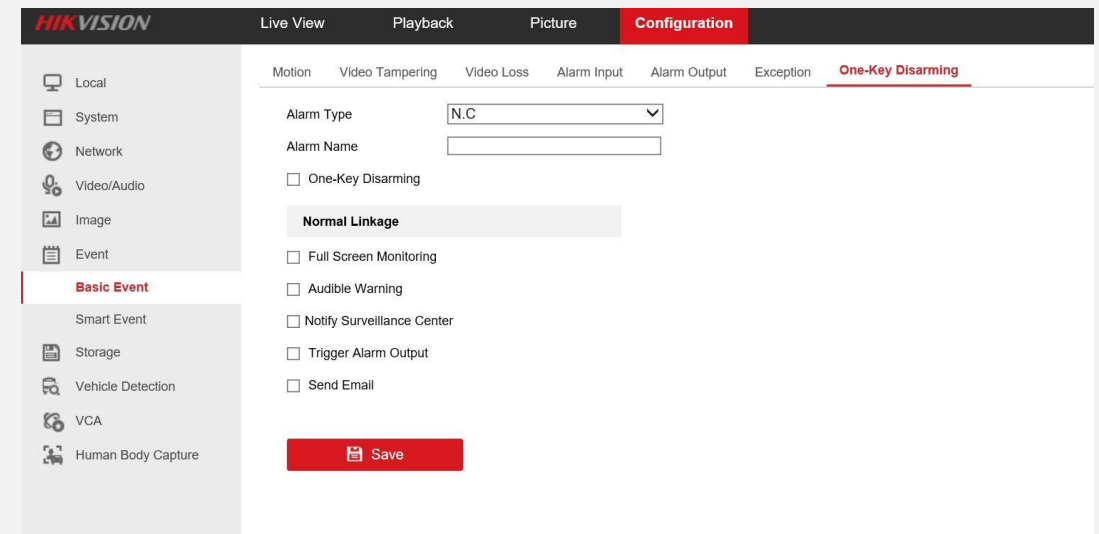 HIKVISION Live View Playback Picture Configuration
Motion Video Tampering Video Loss Alarm Input Alarm Output Exception One-Key Disarming
Local
System
Network
Video/Audio
Image
Event
Basic Event
Smart Event
Storage
Vehicle Detection
VCA
Human Body Capture
Alarm Type N.C
Alarm Name
One-Key Disarming
Normal Linkage
Full Screen Monitoring
Audible Warning
Notify Surveillance Center
Trigger Alarm Output
Send Email
Save